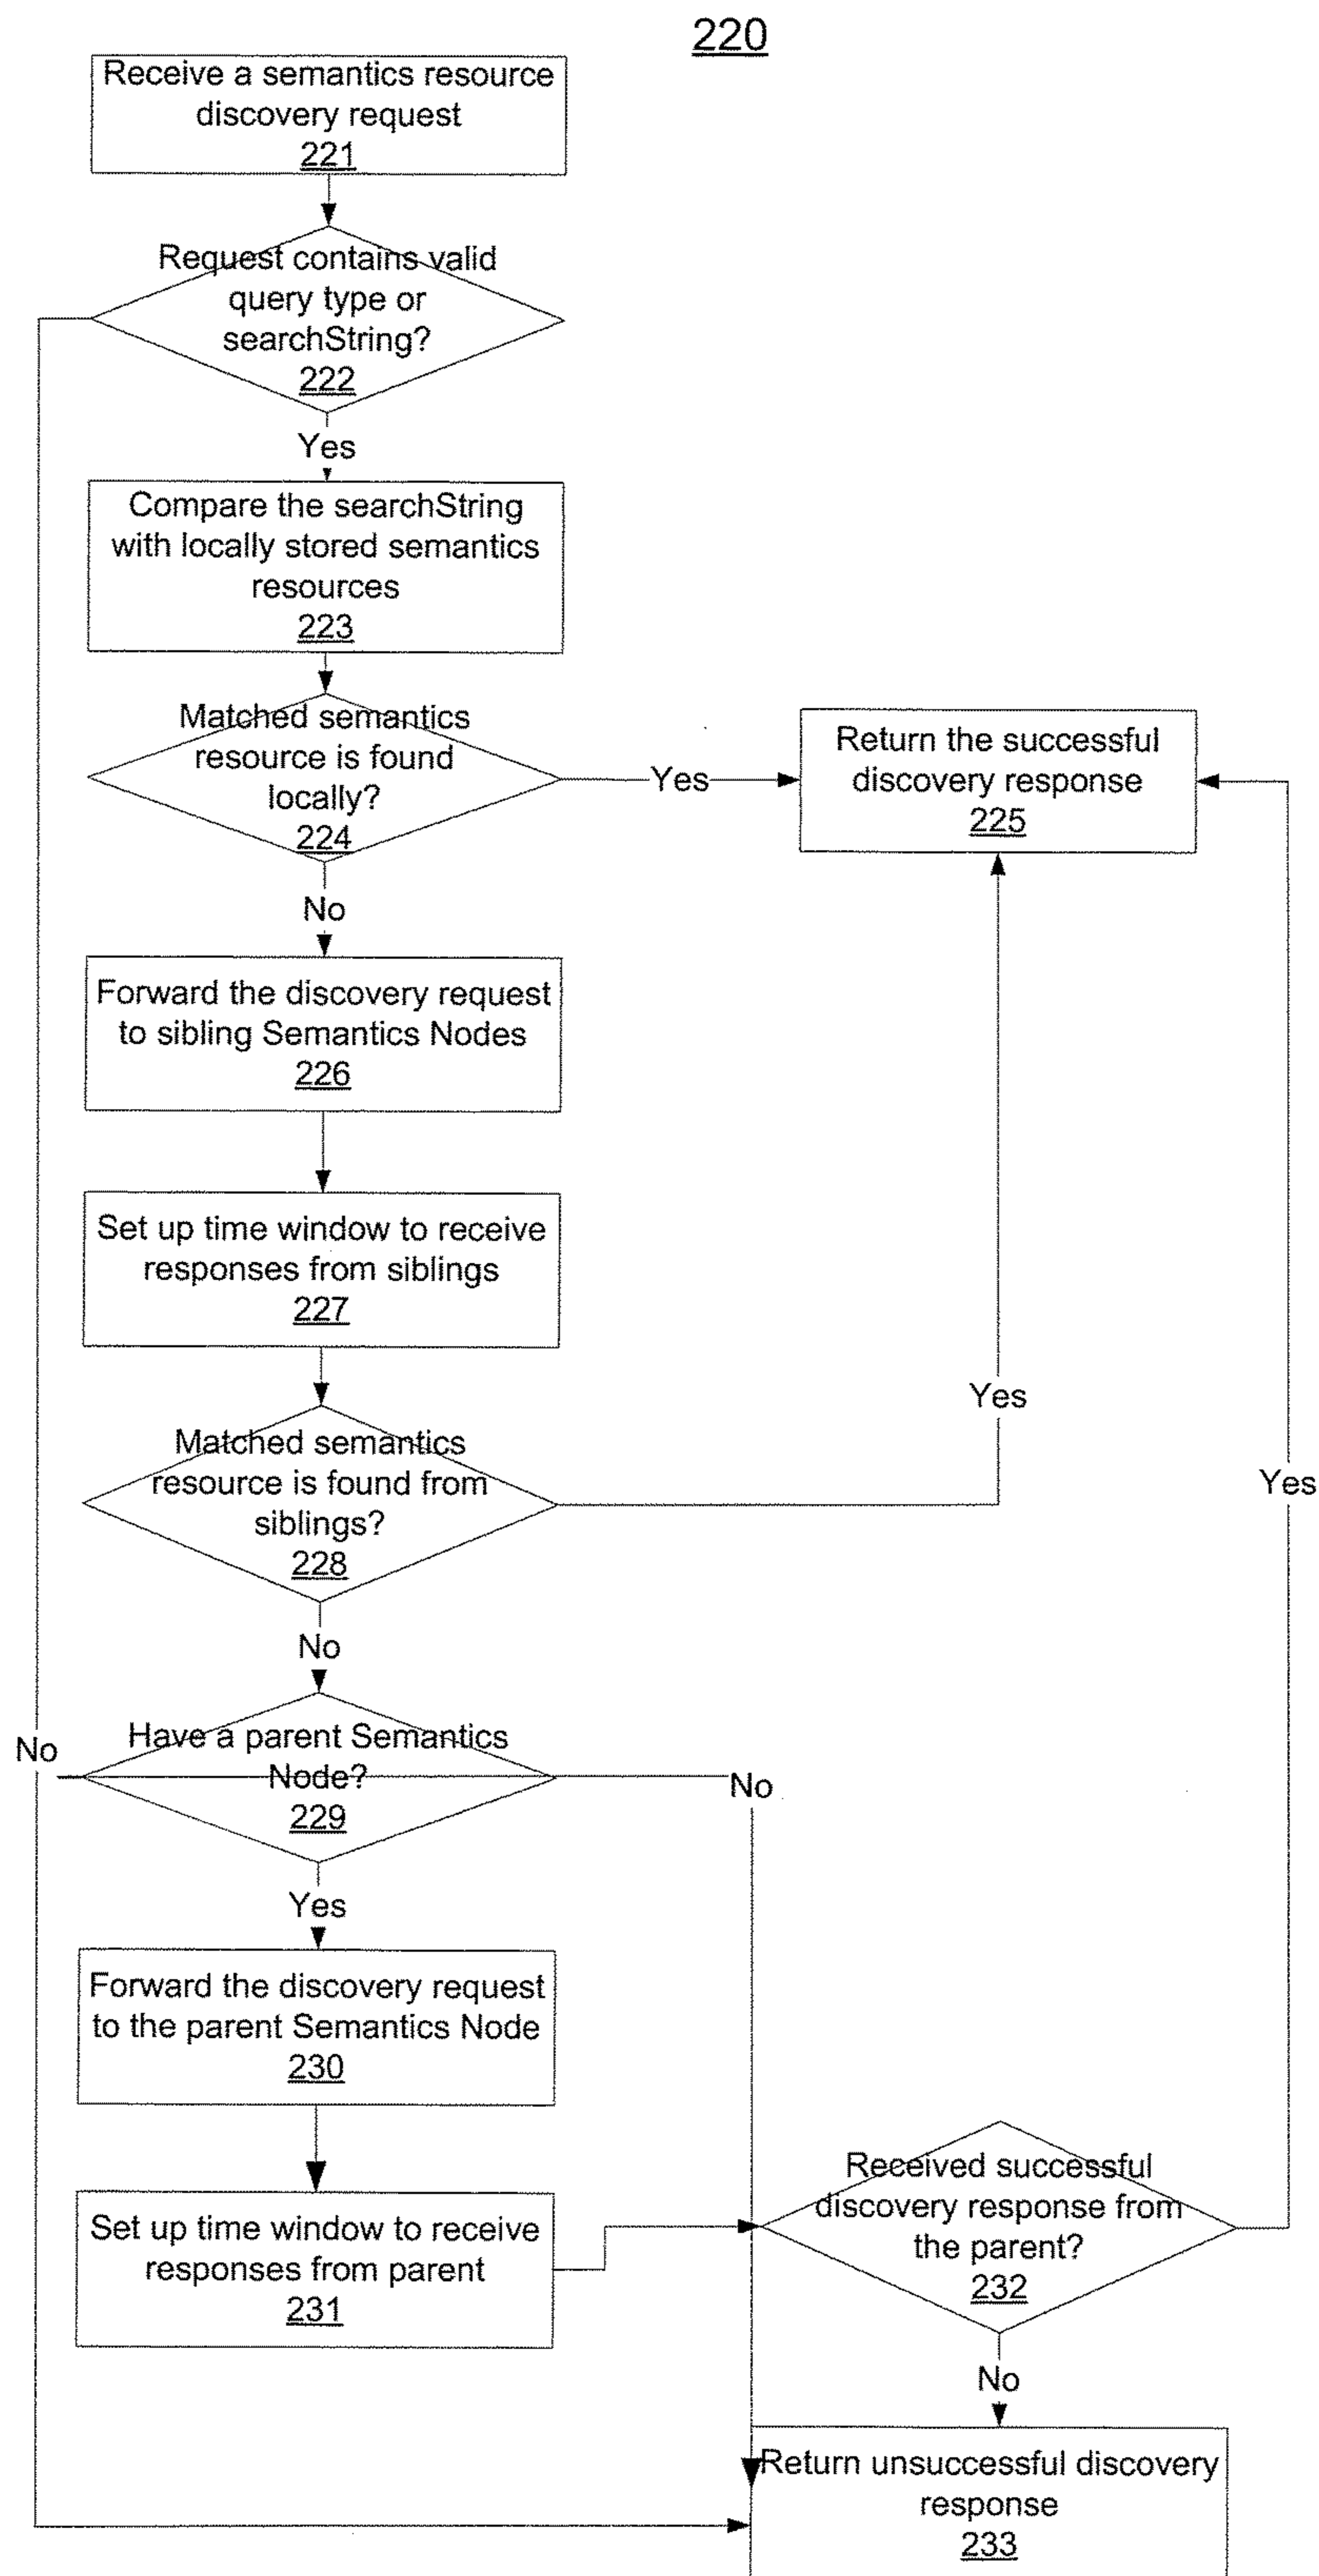 220
Receive a semantics resource
discovery request
221
Request contains valid
query type or
searchString?
222
Yes
Compare the searchString
with locally stored semantics
resources
223
Matched semantics
resource is found
locally?
224
Yes
Return the successful
discovery response
225
No
Forward the discovery request
to sibling Semantics Nodes
226
Set up time window to receive
responses from siblings
227
Yes
Matched semantics
resource is found from
siblings?
228
Yes
No
Have a parent Semantics
Node?
229
No
No
Yes
Forward the discovery request
to the parent Semantics Node
230
Set up time window to receive
responses from parent
231
Received successful
discovery response from
the parent?
232
No
Return unsuccessful discovery
response
233